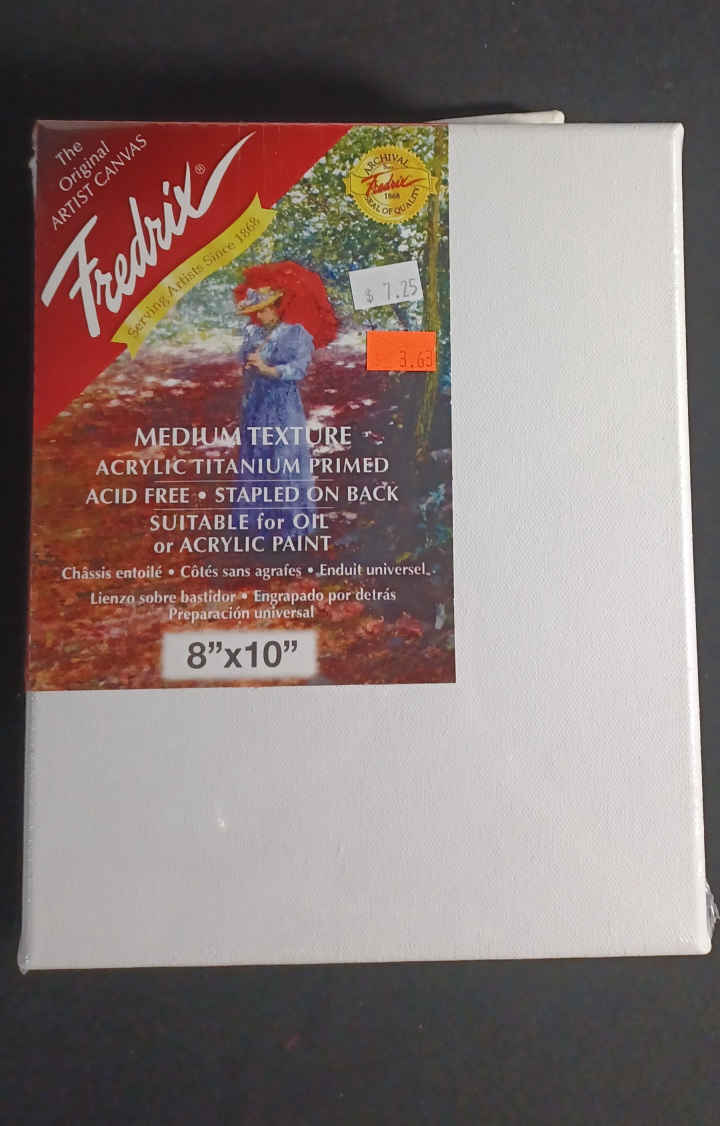 The
Original
ARTIST CANVAS
Fredrix®
Serving Artists Since 1868
ARCHIVAL
Fredrix
1868
SEAL OF QUALITY
$ 7.25
3.63
MEDIUM TEXTURE
ACRYLIC TITANIUM PRIMED
ACID FREE • STAPLED ON BACK
SUITABLE for OIL
or ACRYLIC PAINT
Châssis entoilé • Côtés sans agrafes • Enduit universel
Lienzo sobre bastidor • Engrapado por detrás
Preparación universal
8”x10”